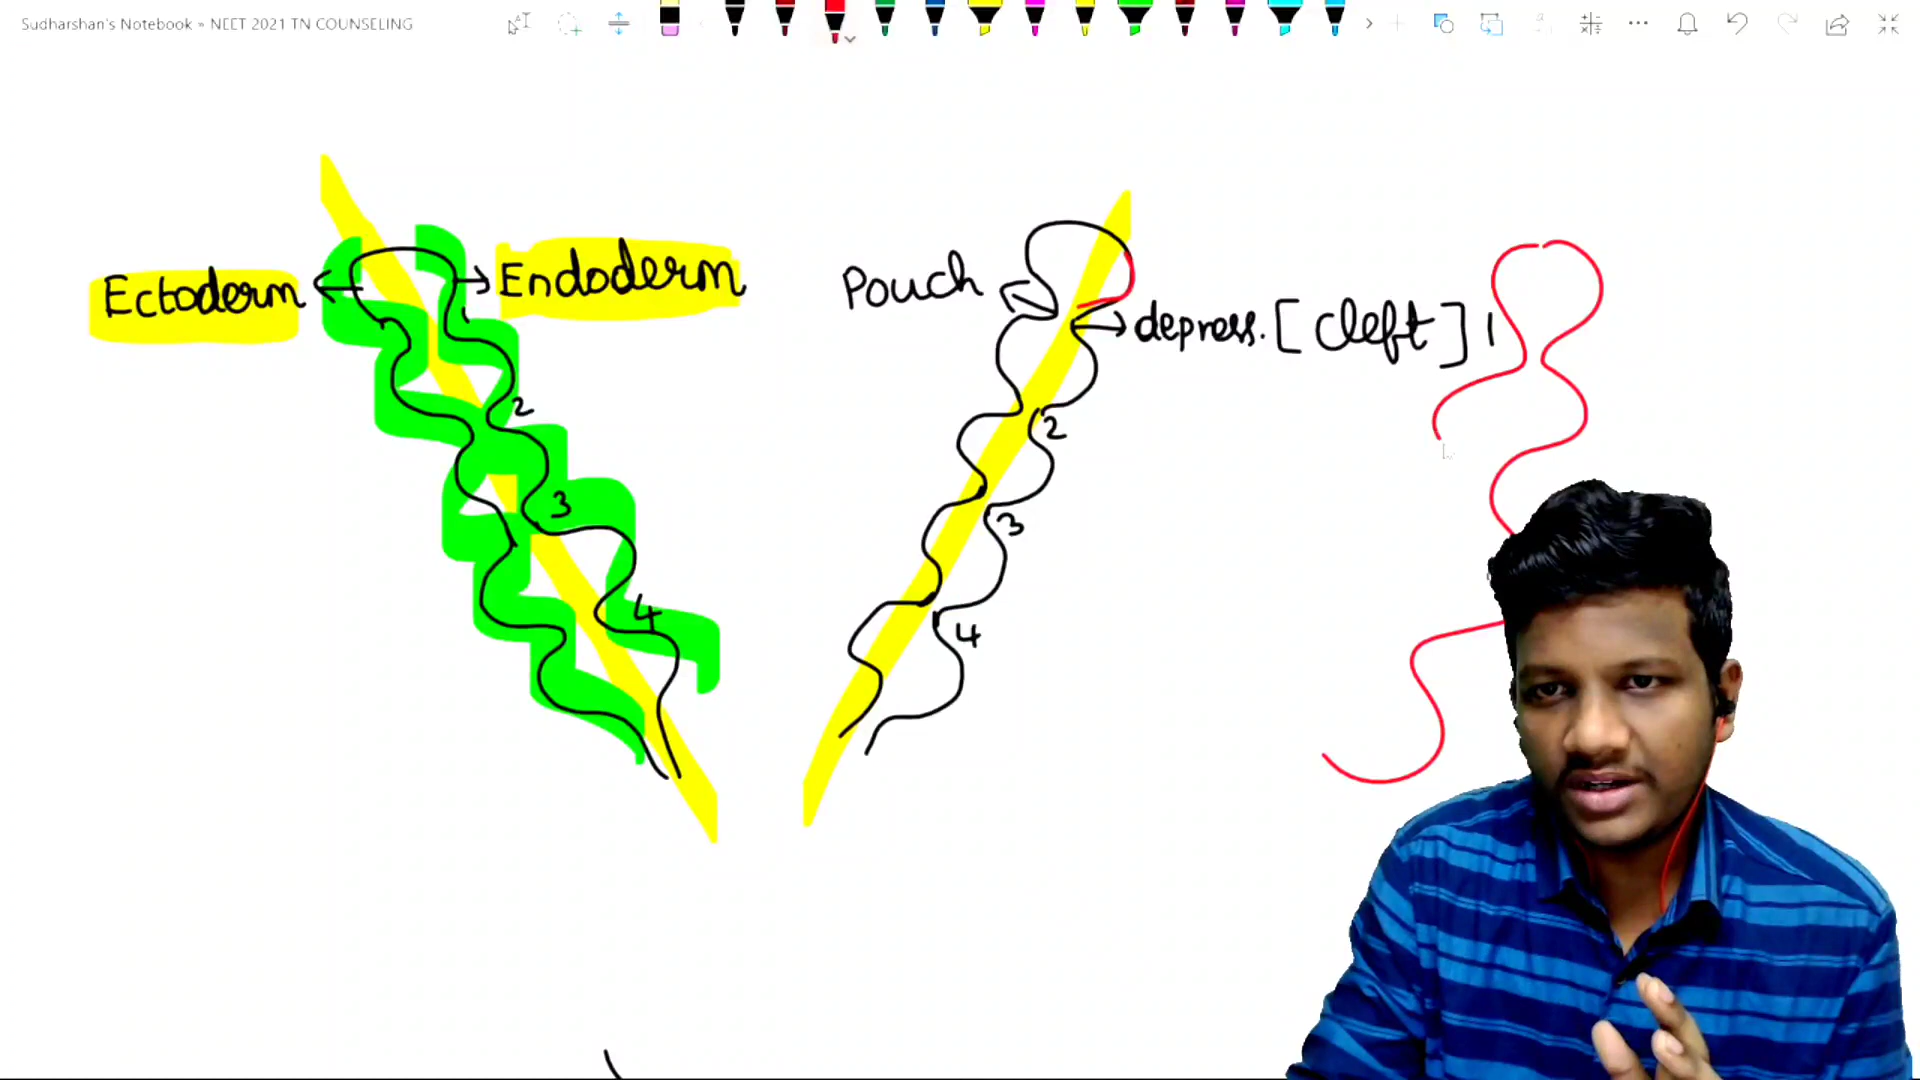 Sudharshan's Notebook » NEET 2021 TN COUNSELING
Ectoderm
Endoderm
1
2
3
4
Pouch
depress. [cleft] 1
2
3
4